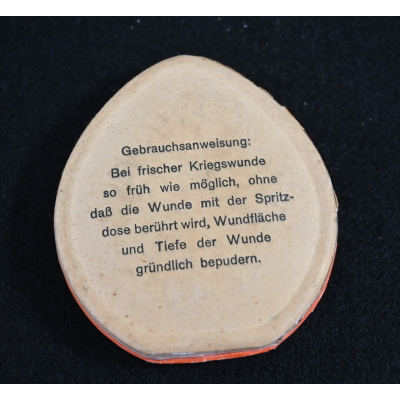 Gebrauchsanweisung:
Bei frischer Kriegswunde
so früh wie möglich, ohne
daß die Wunde mit der Spritz-
dose berührt wird, Wundfläche
und Tiefe der Wunde
gründlich bepudern.